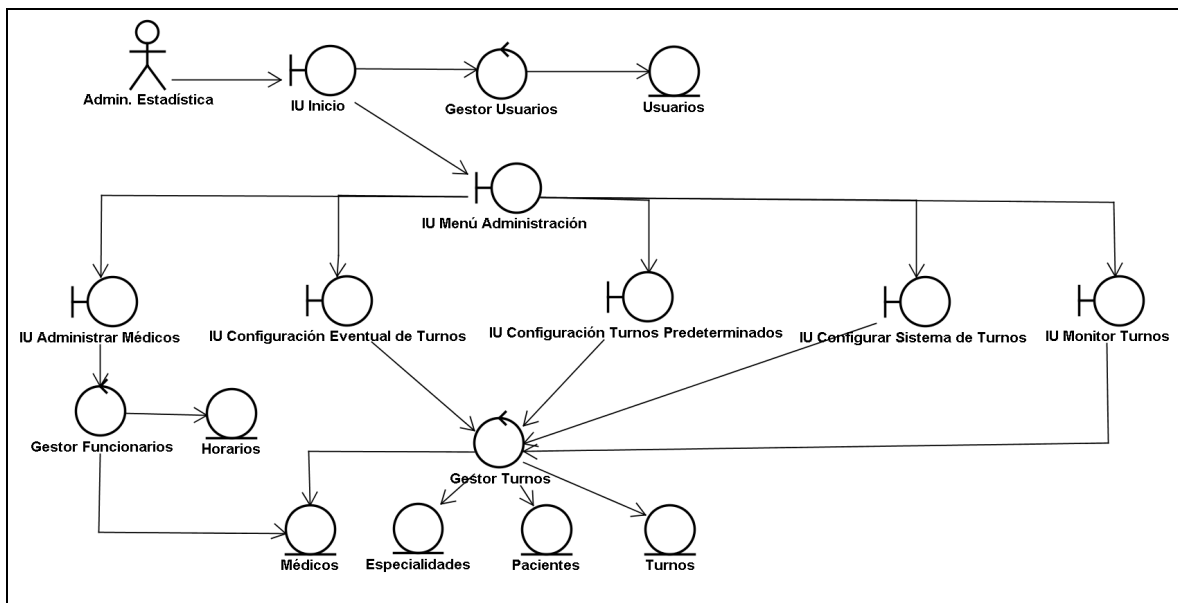 Admin. Estadística
IU Inicio
Gestor Usuarios
Usuarios
IU Menú Administración
IU Administrar Médicos
IU Configuración Eventual de Turnos
IU Configuración Turnos Predeterminados
IU Configurar Sistema de Turnos
IU Monitor Turnos
Gestor Funcionarios
Horarios
Gestor Turnos
Médicos
Especialidades
Pacientes
Turnos